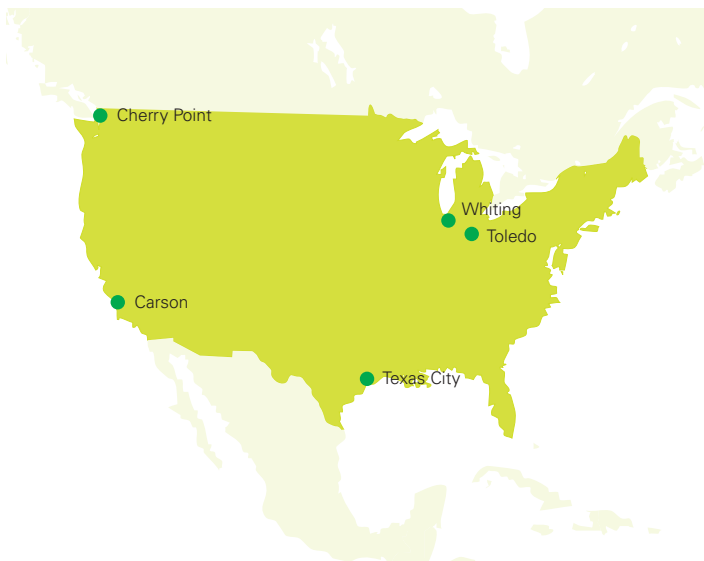 Cherry Point
Whiting
Toledo
Carson
Texas City